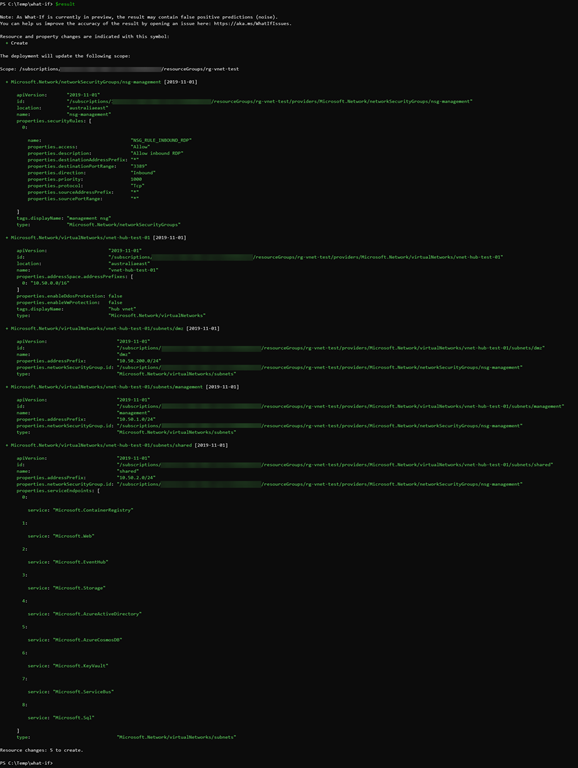 PS C:\Temp\what-if> $result
Note: As What-If is currently in preview, the result may contain false positive predictions (noise).
You can help us improve the accuracy of the result by opening an issue here: https://aka.ms/WhatIfIssues.
Resource and property changes are indicated with this symbol:
+ Create
The deployment will update the following scope:
Scope: /subscriptions/ /resourceGroups/rg-vnet-test
+ Microsoft.Network/networkSecurityGroups/nsg-management [2019-11-01]
apiVersion: "2019-11-01"
id: "/subscriptions/ /resourceGroups/rg-vnet-test/providers/Microsoft.Network/networkSecurityGroups/nsg-management"
location: "australiaeast"
name: "nsg-management"
properties.securityRules: [
0:
name: "NSG_RULE_INBOUND_RDP"
properties.access: "Allow"
properties.description: "Allow inbound RDP"
properties.destinationAddressPrefix: "*"
properties.destinationPortRange: "3389"
properties.direction: "Inbound"
properties.priority: 1000
properties.protocol: "Tcp"
properties.sourceAddressPrefix: "*"
properties.sourcePortRange: "*"
]
tags.displayName: "management nsg"
type: "Microsoft.Network/networkSecurityGroups"
+ Microsoft.Network/virtualNetworks/vnet-hub-test-01 [2019-11-01]
apiVersion: "2019-11-01"
id: "/subscriptions/ /resourceGroups/rg-vnet-test/providers/Microsoft.Network/virtualNetworks/vnet-hub-test-01"
location: "australiaeast"
name: "vnet-hub-test-01"
properties.addressSpace.addressPrefixes: [
0: "10.50.0.0/16"
]
properties.enableDdosProtection: false
properties.enableVmProtection: false
tags.displayName: "hub vnet"
type: "Microsoft.Network/virtualNetworks"
+ Microsoft.Network/virtualNetworks/vnet-hub-test-01/subnets/dmz [2019-11-01]
apiVersion: "2019-11-01"
id: "/subscriptions/ /resourceGroups/rg-vnet-test/providers/Microsoft.Network/virtualNetworks/vnet-hub-test-01/subnets/dmz"
name: "dmz"
properties.addressPrefix: "10.50.200.0/24"
properties.networkSecurityGroup.id: "/subscriptions/ /resourceGroups/rg-vnet-test/providers/Microsoft.Network/networkSecurityGroups/nsg-management"
type: "Microsoft.Network/virtualNetworks/subnets"
+ Microsoft.Network/virtualNetworks/vnet-hub-test-01/subnets/management [2019-11-01]
apiVersion: "2019-11-01"
id: "/subscriptions/ /resourceGroups/rg-vnet-test/providers/Microsoft.Network/virtualNetworks/vnet-hub-test-01/subnets/management"
name: "management"
properties.addressPrefix: "10.50.1.0/24"
properties.networkSecurityGroup.id: "/subscriptions/ /resourceGroups/rg-vnet-test/providers/Microsoft.Network/networkSecurityGroups/nsg-management"
type: "Microsoft.Network/virtualNetworks/subnets"
+ Microsoft.Network/virtualNetworks/vnet-hub-test-01/subnets/shared [2019-11-01]
apiVersion: "2019-11-01"
id: "/subscriptions/ /resourceGroups/rg-vnet-test/providers/Microsoft.Network/virtualNetworks/vnet-hub-test-01/subnets/shared"
name: "shared"
properties.addressPrefix: "10.50.2.0/24"
properties.networkSecurityGroup.id: "/subscriptions/ /resourceGroups/rg-vnet-test/providers/Microsoft.Network/networkSecurityGroups/nsg-management"
properties.serviceEndpoints: [
0:
service: "Microsoft.ContainerRegistry"
1:
service: "Microsoft.Web"
2:
service: "Microsoft.EventHub"
3:
service: "Microsoft.Storage"
4:
service: "Microsoft.AzureActiveDirectory"
5:
service: "Microsoft.AzureCosmosDB"
6:
service: "Microsoft.KeyVault"
7:
service: "Microsoft.ServiceBus"
8:
service: "Microsoft.Sql"
]
type: "Microsoft.Network/virtualNetworks/subnets"
Resource changes: 5 to create.
PS C:\Temp\what-if>